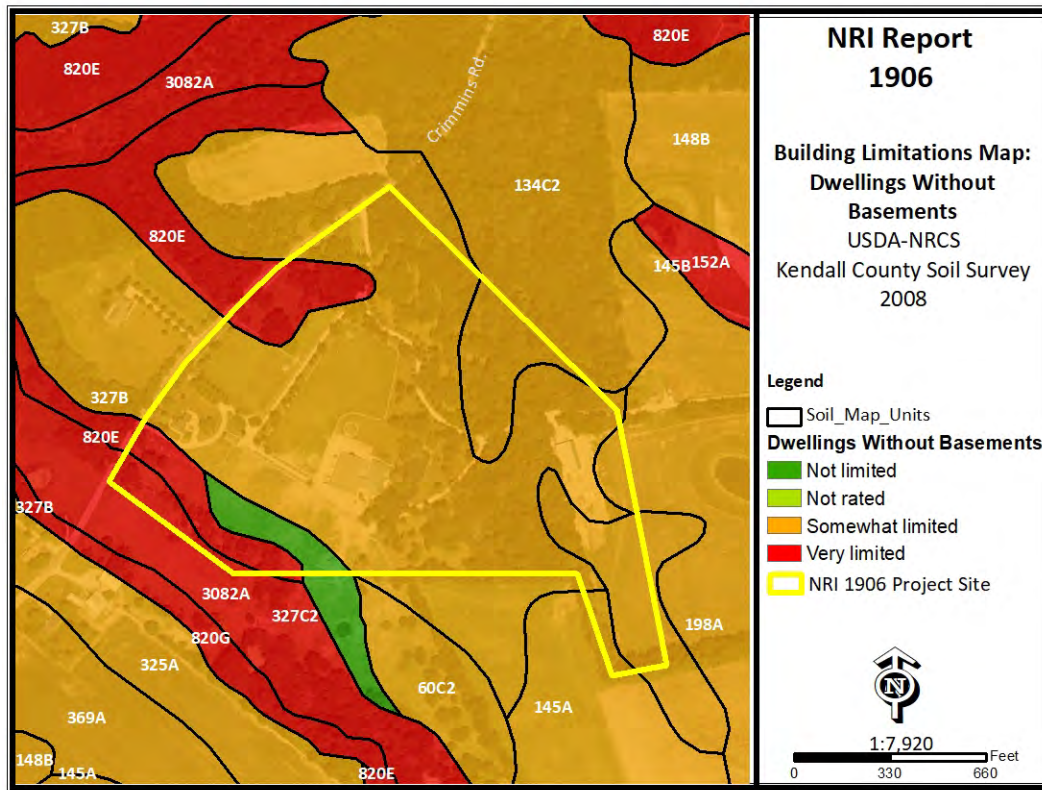 327B
820E
3082A
820E
Crimmins Rd.
148B
134C2
820E
145B
152A
327B
820E
327B
3082A
327C2
820G
198A
325A
60C2
145A
369A
148B
145A
820E
NRI Report
1906
Building Limitations Map:
Dwellings Without
Basements
USDA-NRCS
Kendall County Soil Survey
2008
Legend
Soil_Map_Units
Dwellings Without Basements
Not limited
Not rated
Somewhat limited
Very limited
NRI 1906 Project Site
N
1:7,920
Feet
0 330 660